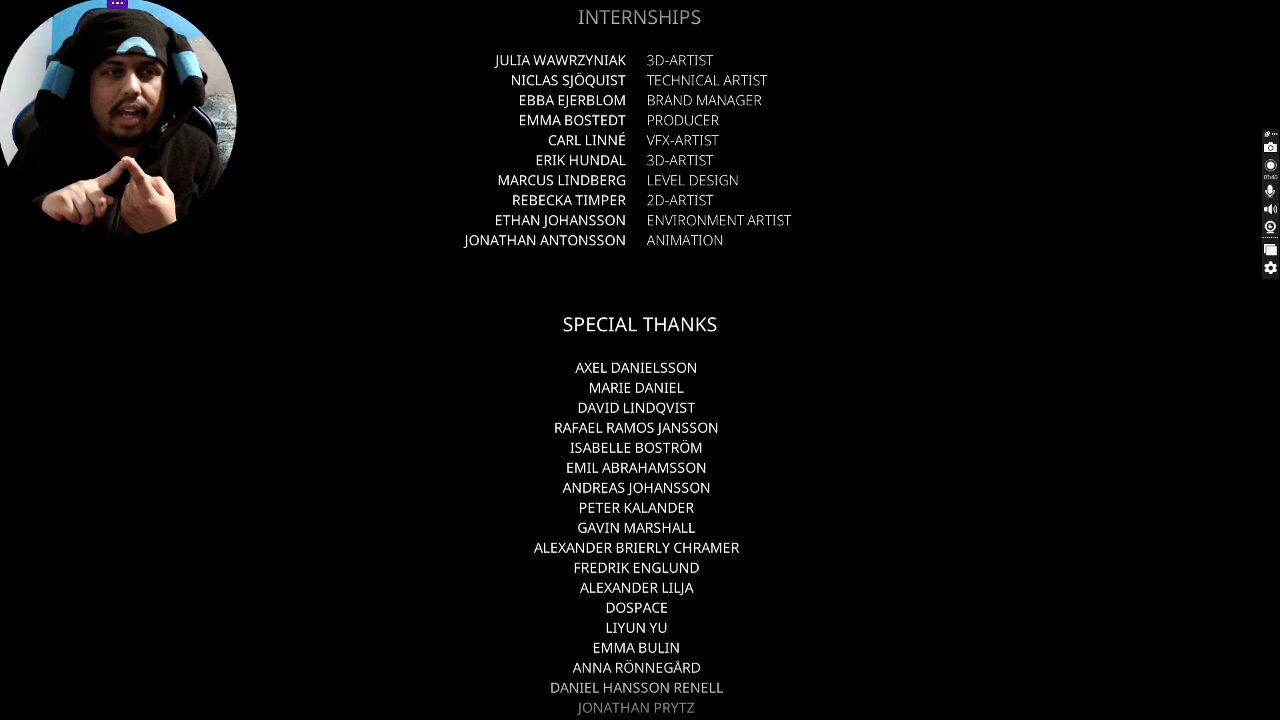 INTERNSHIPS
JULIA WAWRZYNIAK 3D-ARTIST
NICLAS SJÖQUIST TECHNICAL ARTIST
EBBA EJERBLOM BRAND MANAGER
EMMA BOSTEDT PRODUCER
CARL LINNÉ VFX-ARTIST
ERIK HUNDAL 3D-ARTIST
MARCUS LINDBERG LEVEL DESIGN
REBECKA TIMPER 2D-ARTIST
ETHAN JOHANSSON ENVIRONMENT ARTIST
JONATHAN ANTONSSON ANIMATION
SPECIAL THANKS
AXEL DANIELSSON
MARIE DANIEL
DAVID LINDQVIST
RAFAEL RAMOS JANSSON
ISABELLE BOSTRÖM
EMIL ABRAHAMSSON
ANDREAS JOHANSSON
PETER KALANDER
GAVIN MARSHALL
ALEXANDER BRIERLY CHRAMER
FREDRIK ENGLUND
ALEXANDER LILJA
DOSPACE
LIYUN YU
EMMA BULIN
ANNA RÖNNEGÅRD
DANIEL HANSSON RENELL
JONATHAN PRYTZ
01:40